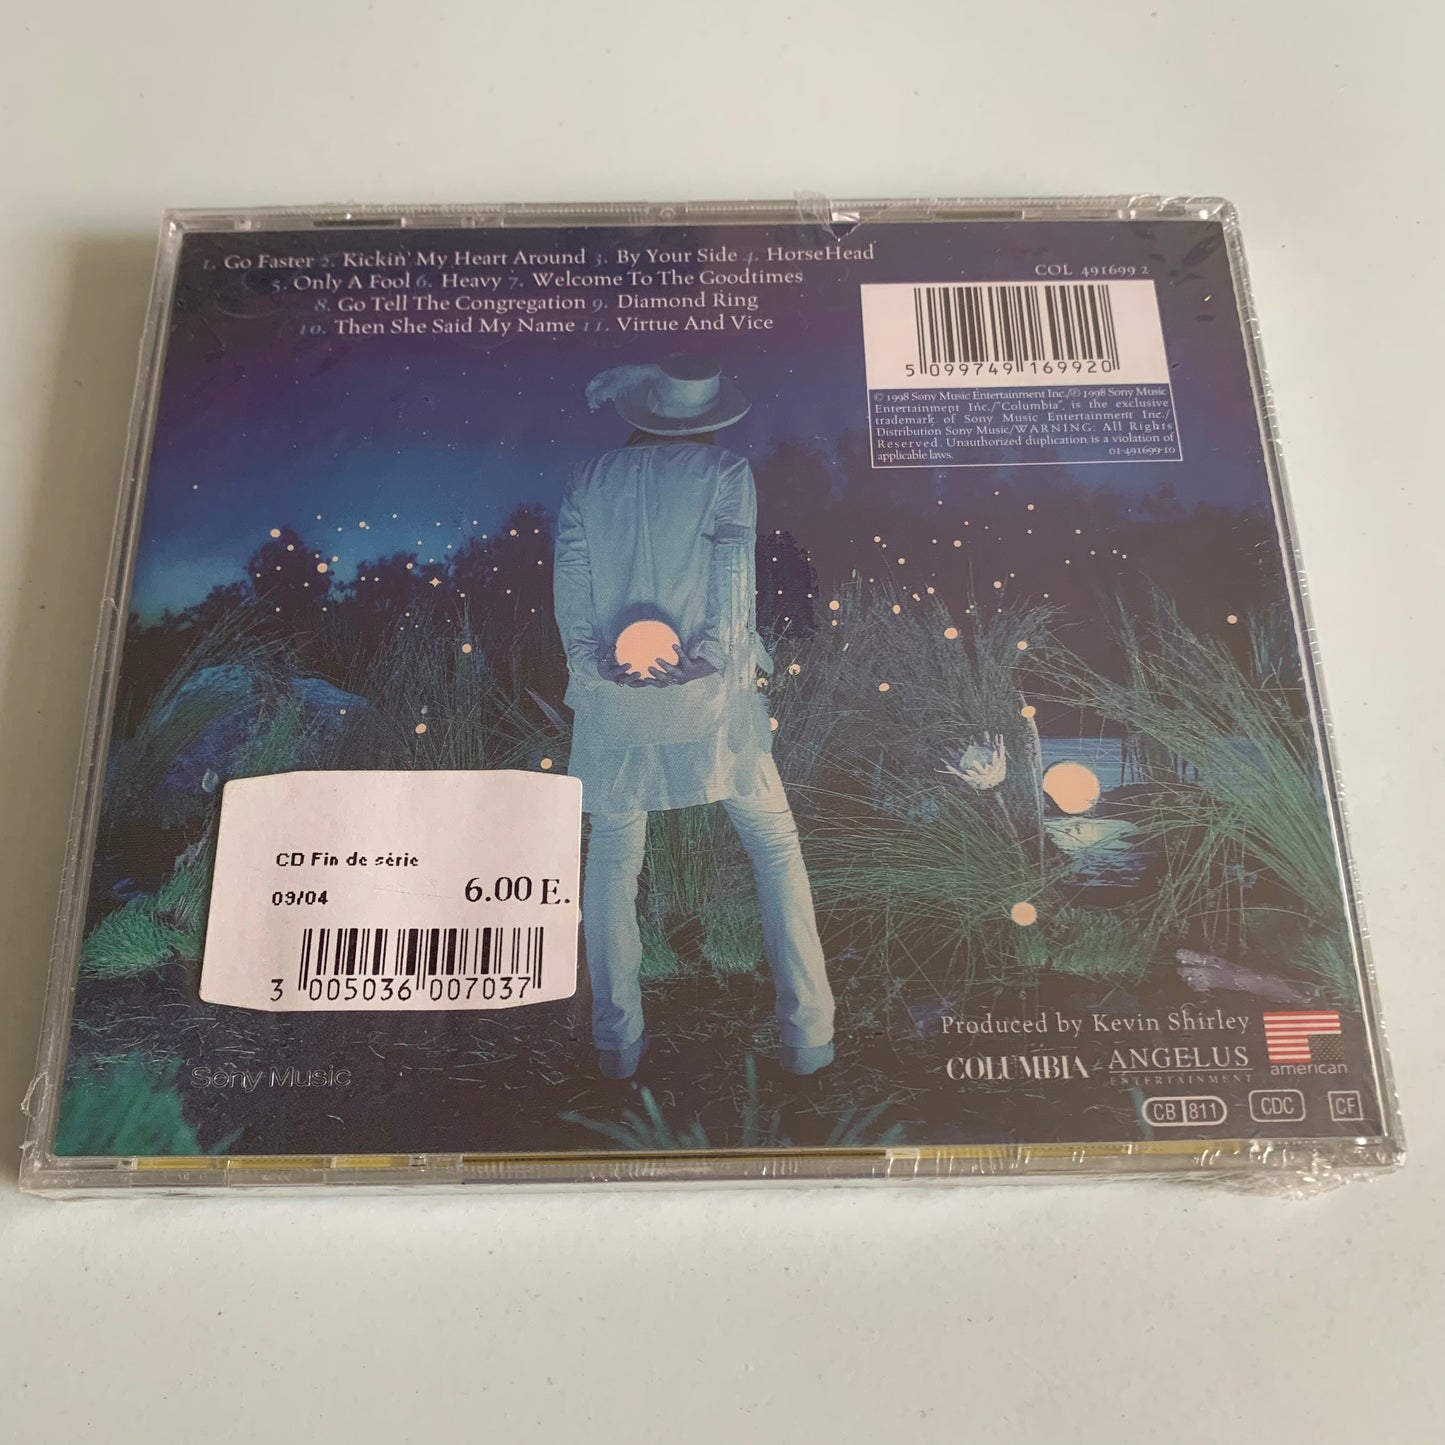 1. Go Faster 2. Kickin' My Heart Around 3. By Your Side 4. HorseHead
5. Only A Fool 6. Heavy 7. Welcome To The Goodtimes
8. Go Tell The Congregation 9. Diamond Ring
10. Then She Said My Name 11. Virtue And Vice
COL 491699 2
5 099749 169920
© 1998 Sony Music Entertainment Inc./℗ 1998 Sony Music
Entertainment Inc./"Columbia", is the exclusive
trademark of Sony Music Entertainment Inc./
Distribution Sony Music/WARNING: All Rights
Reserved. Unauthorized duplication is a violation of
applicable laws.
01-491699-10
CD Fin de série
09/04 6.00 E.
3 005036 007037
Sony Music
Produced by Kevin Shirley
COLUMBIA ANGELUS
ENTERTAINMENT
american
CB 811 CDC CF